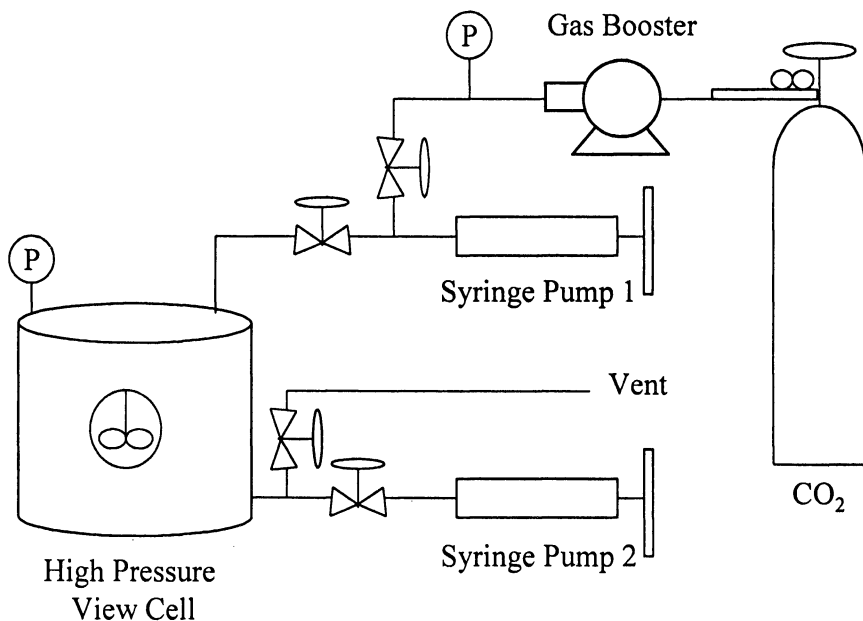 Gas Booster
P
P
Syringe Pump 1
Vent
Syringe Pump 2
CO₂
High Pressure
View Cell